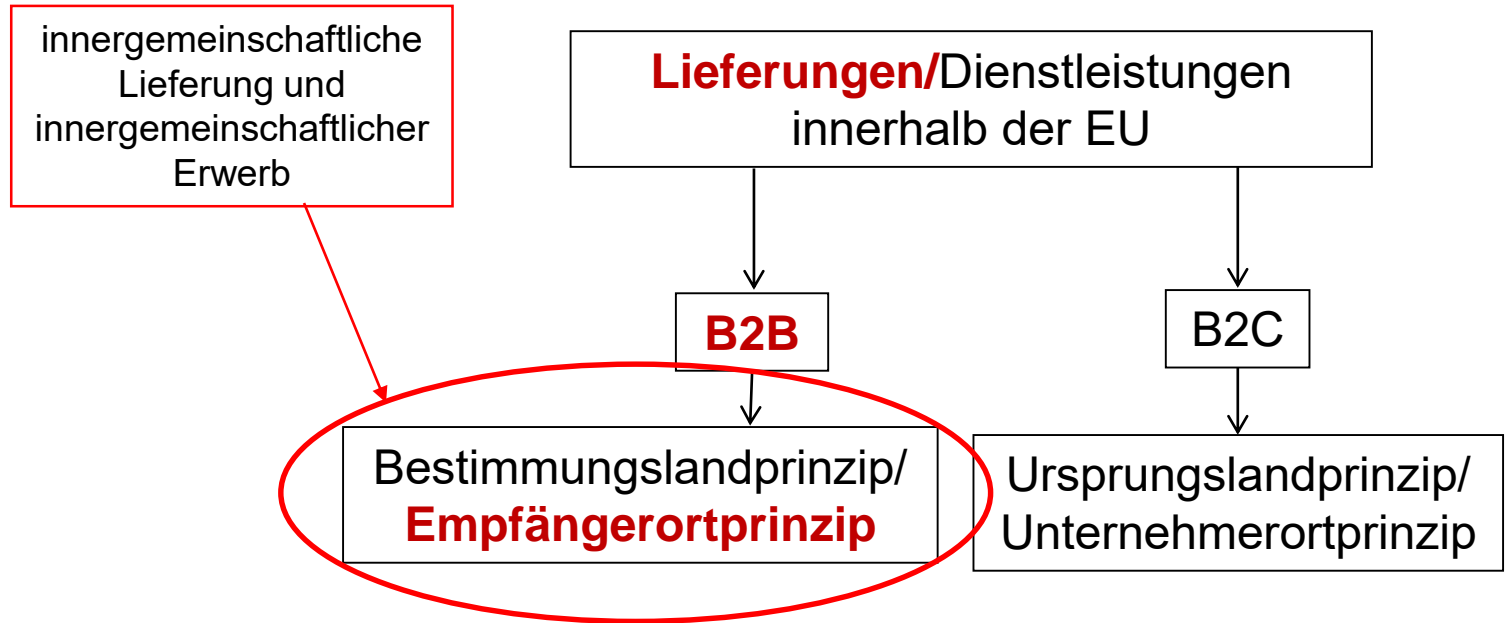 innergemeinschaftliche
Lieferung und
innergemeinschaftlicher
Erwerb
Lieferungen/Dienstleistungen
innerhalb der EU
B2B
B2C
Bestimmungslandprinzip/
Empfängerortprinzip
Ursprungslandprinzip/
Unternehmerortprinzip